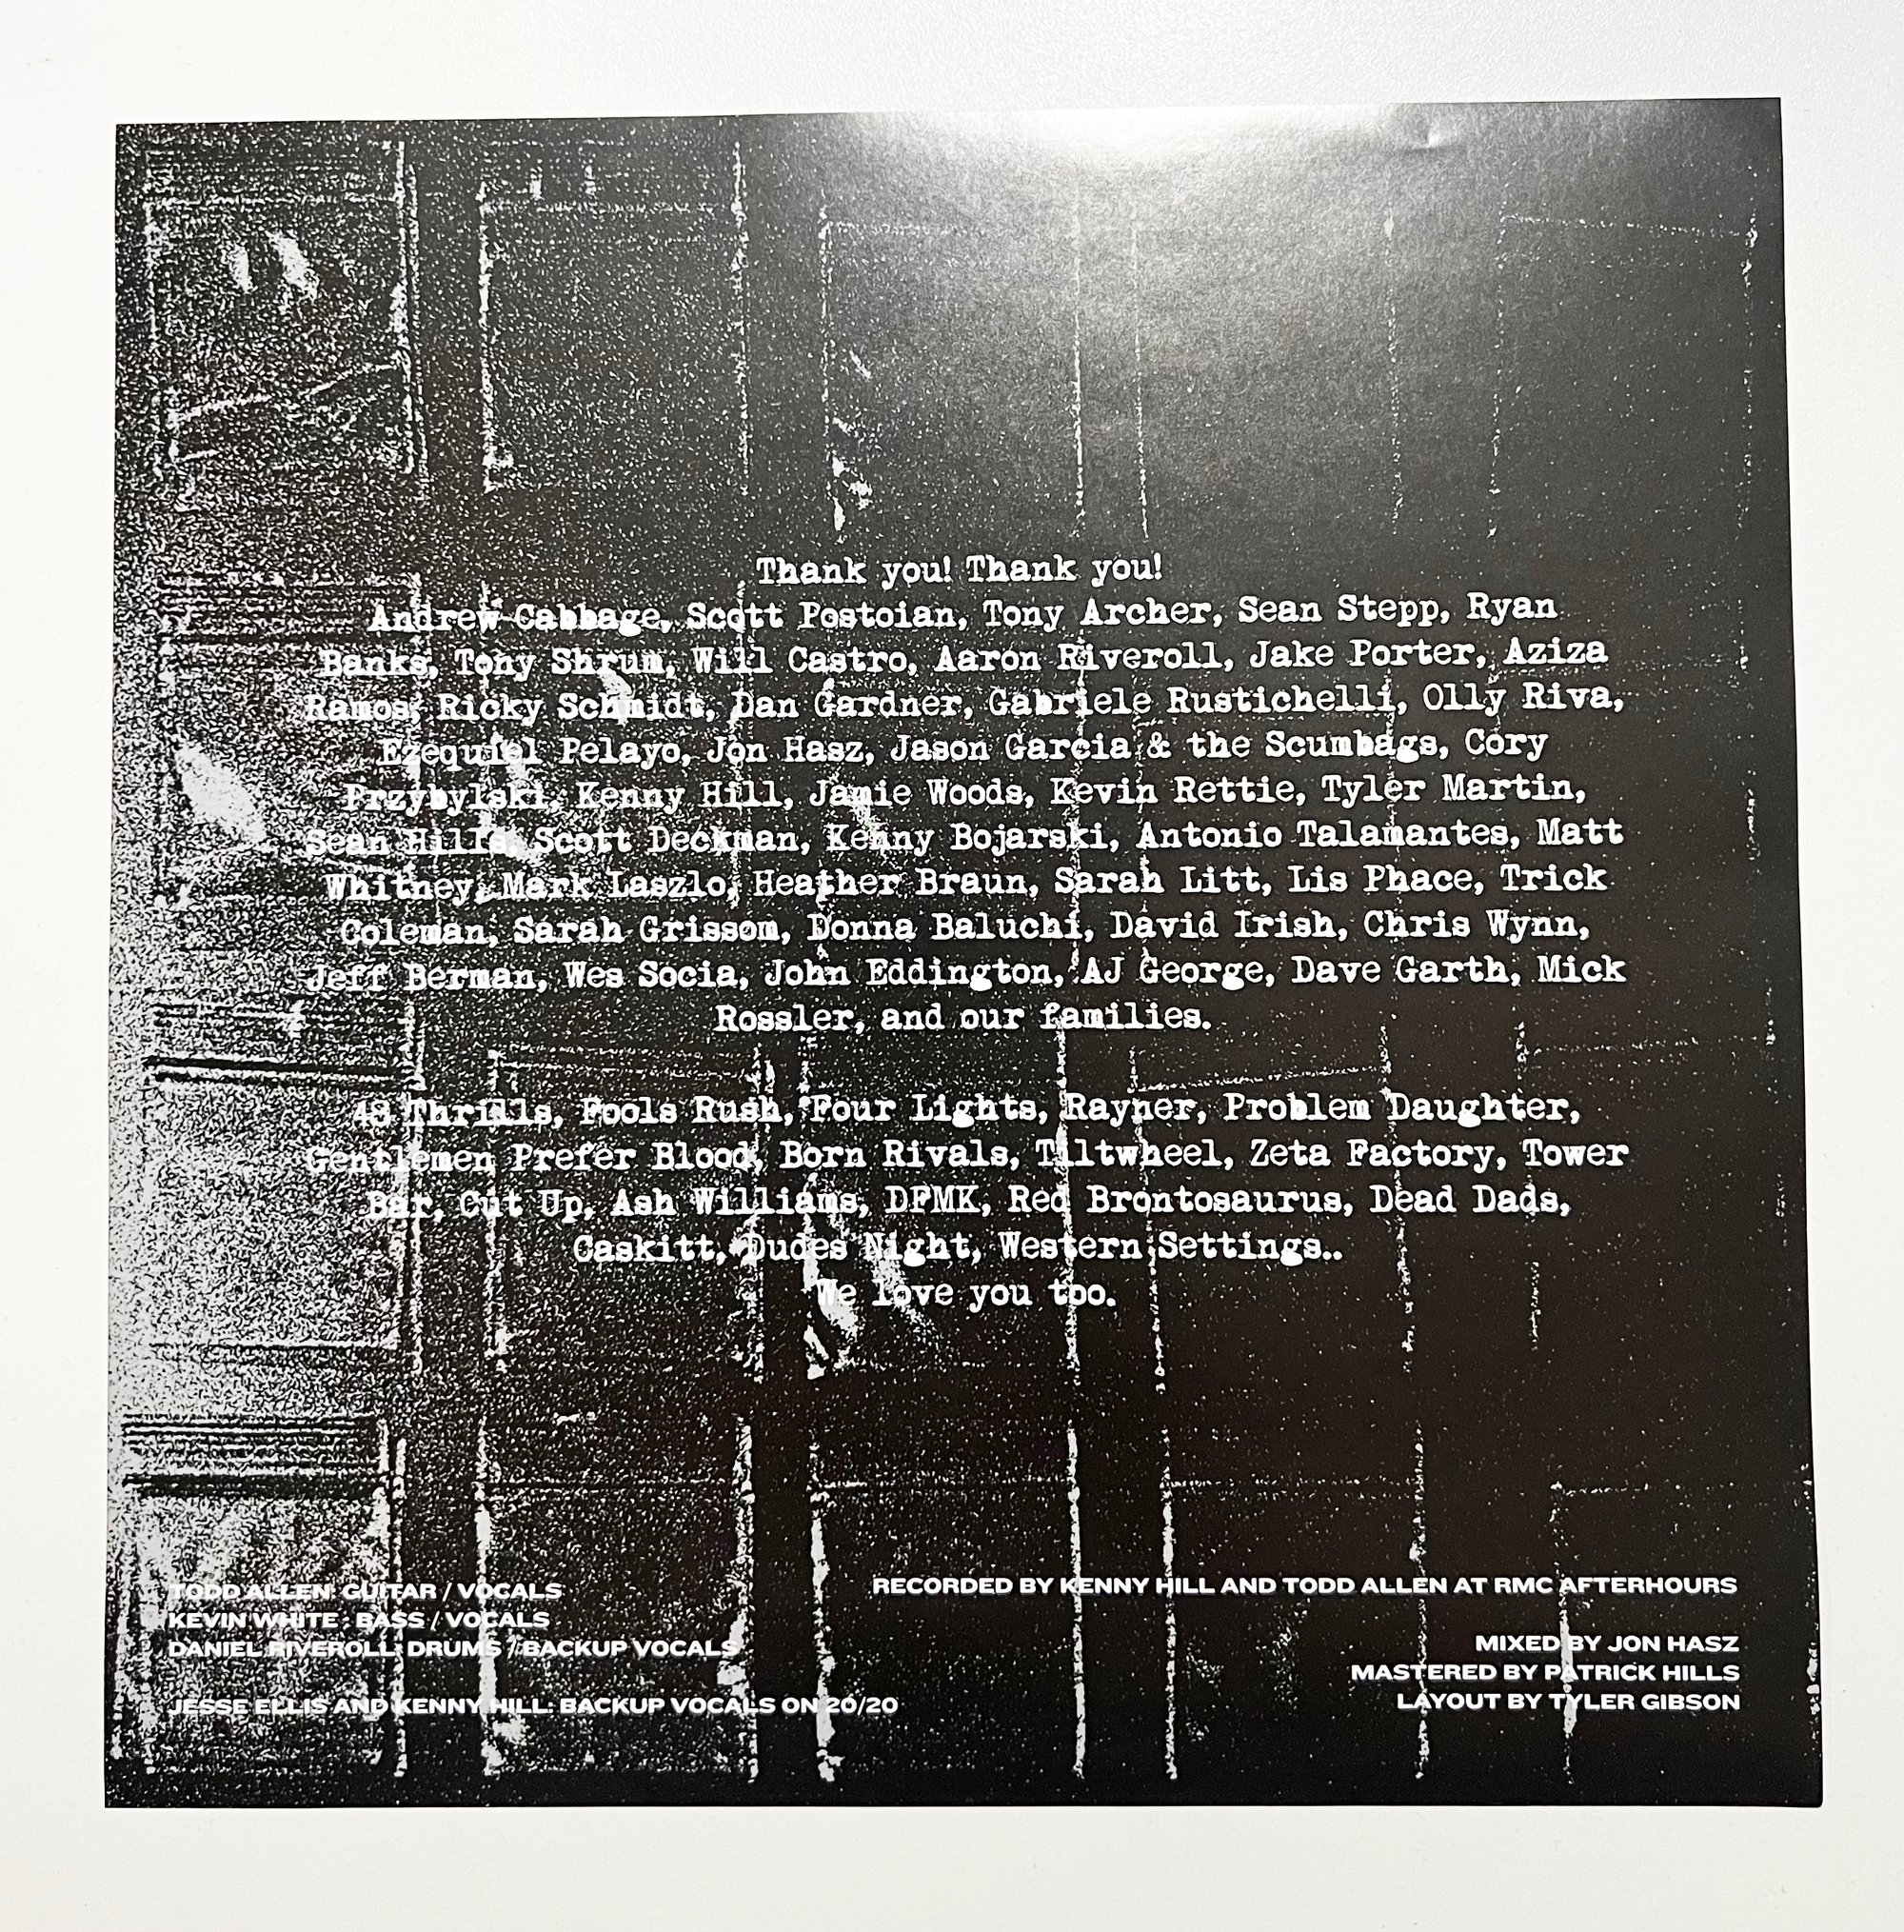 Thank you! Thank you!
Andrew Cabbage, Scott Postoian, Tony Archer, Sean Stepp, Ryan
Banks, Tony Shrum, Will Castro, Aaron Riveroll, Jake Porter, Aziza
Ramos, Ricky Schmidt, Dan Gardner, Gabriele Rustichelli, Olly Riva,
Ezequiel Pelayo, Jon Hasz, Jason Garcia & the Scumbags, Cory
Przybylski, Kenny Hill, Jamie Woods, Kevin Rettie, Tyler Martin,
Sean Hills, Scott Deckman, Kenny Bojarski, Antonio Talamantes, Matt
Whitney, Mark Laszlo, Heather Braun, Sarah Litt, Lis Phace, Trick
Coleman, Sarah Grissom, Donna Baluchi, David Irish, Chris Wynn,
Jeff Berman, Wes Socia, John Eddington, AJ George, Dave Garth, Mick
Rossler, and our families.
43 Thrills, Fools Rush, Four Lights, Rayner, Problem Daughter,
Gentlemen Prefer Blood, Born Rivals, Tiltwheel, Zeta Factory, Tower
Bar, Cut Up, Ash Williams, DFMK, Red Brontosaurus, Dead Dads,
Caskitt, Dudes Night, Western Settings..
We love you too.
TODD ALLEN: GUITAR / VOCALS
KEVIN WHITE: BASS / VOCALS
DANIEL RIVEROLL: DRUMS / BACKUP VOCALS
JESSE ELLIS AND KENNY HILL: BACKUP VOCALS ON 20/20
RECORDED BY KENNY HILL AND TODD ALLEN AT RMC AFTERHOURS
MIXED BY JON HASZ
MASTERED BY PATRICK HILLS
LAYOUT BY TYLER GIBSON